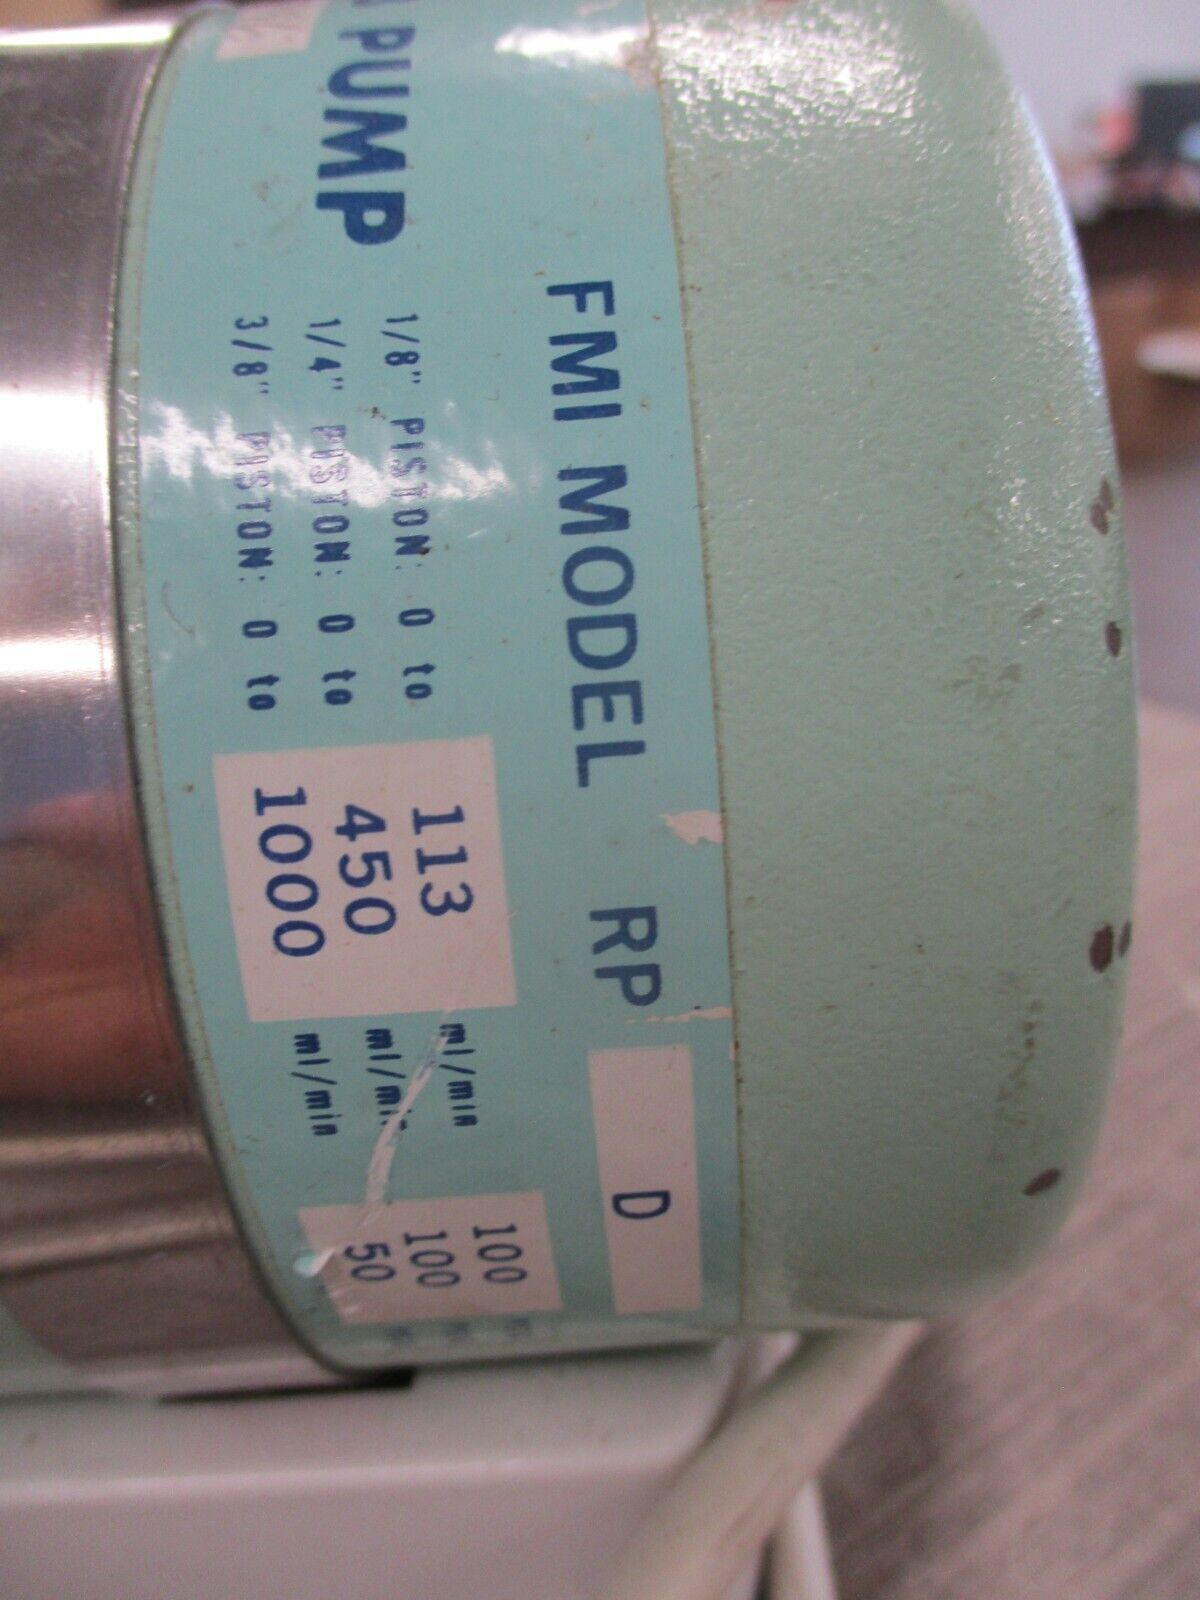 FMI MODEL RP D
PUMP
1/8" PISTON: 0 to 113 ml/min 100
1/4" PISTON: 0 to 450 ml/min 100
3/8" PISTON: 0 to 1000 ml/min 50